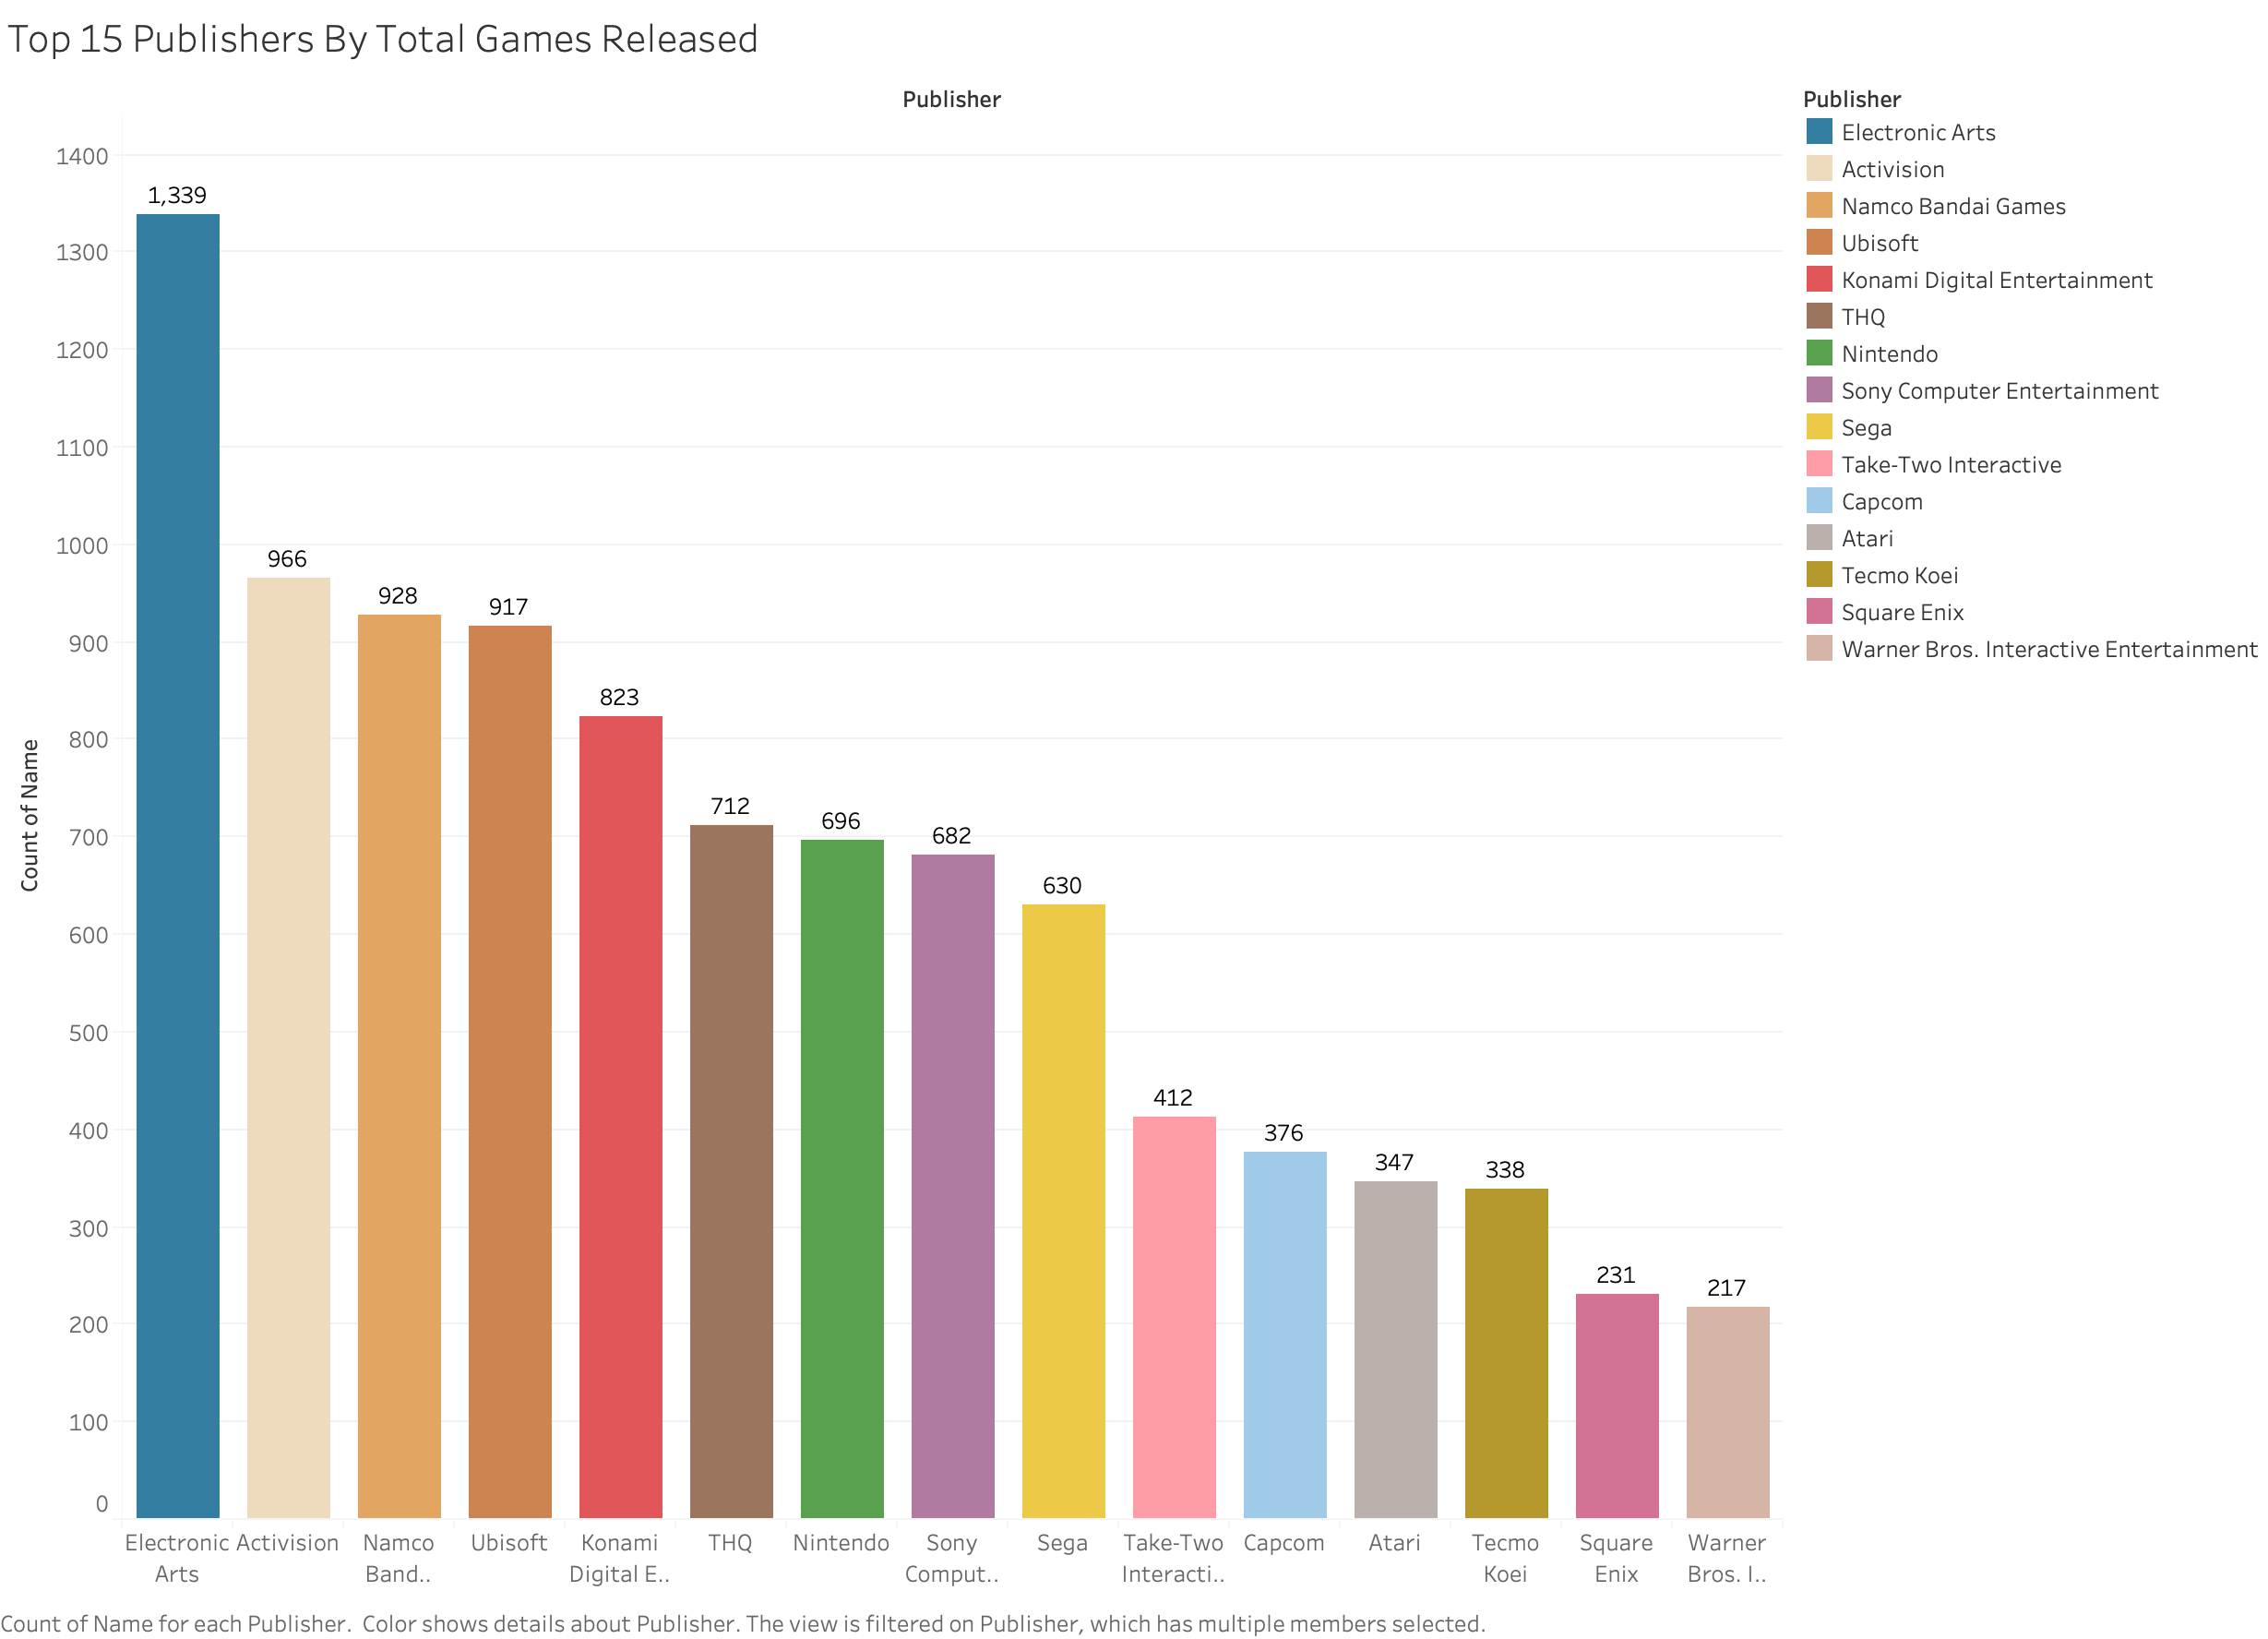 Top 15 Publishers By Total Games Released
Publisher
1400
1300
1200
1100
1000
900
800
700
600
500
400
300
200
100
0
Count of Name
1,339
966
928
917
823
712
696
682
630
412
376
347
338
231
217
Electronic Arts
Activision
Namco Band..
Ubisoft
Konami Digital E..
THQ
Nintendo
Sony Comput..
Sega
Take-Two Interacti..
Capcom
Atari
Tecmo Koei
Square Enix
Warner Bros. I..
Publisher
Electronic Arts
Activision
Namco Bandai Games
Ubisoft
Konami Digital Entertainment
THQ
Nintendo
Sony Computer Entertainment
Sega
Take-Two Interactive
Capcom
Atari
Tecmo Koei
Square Enix
Warner Bros. Interactive Entertainment
Count of Name for each Publisher.  Color shows details about Publisher. The view is filtered on Publisher, which has multiple members selected.